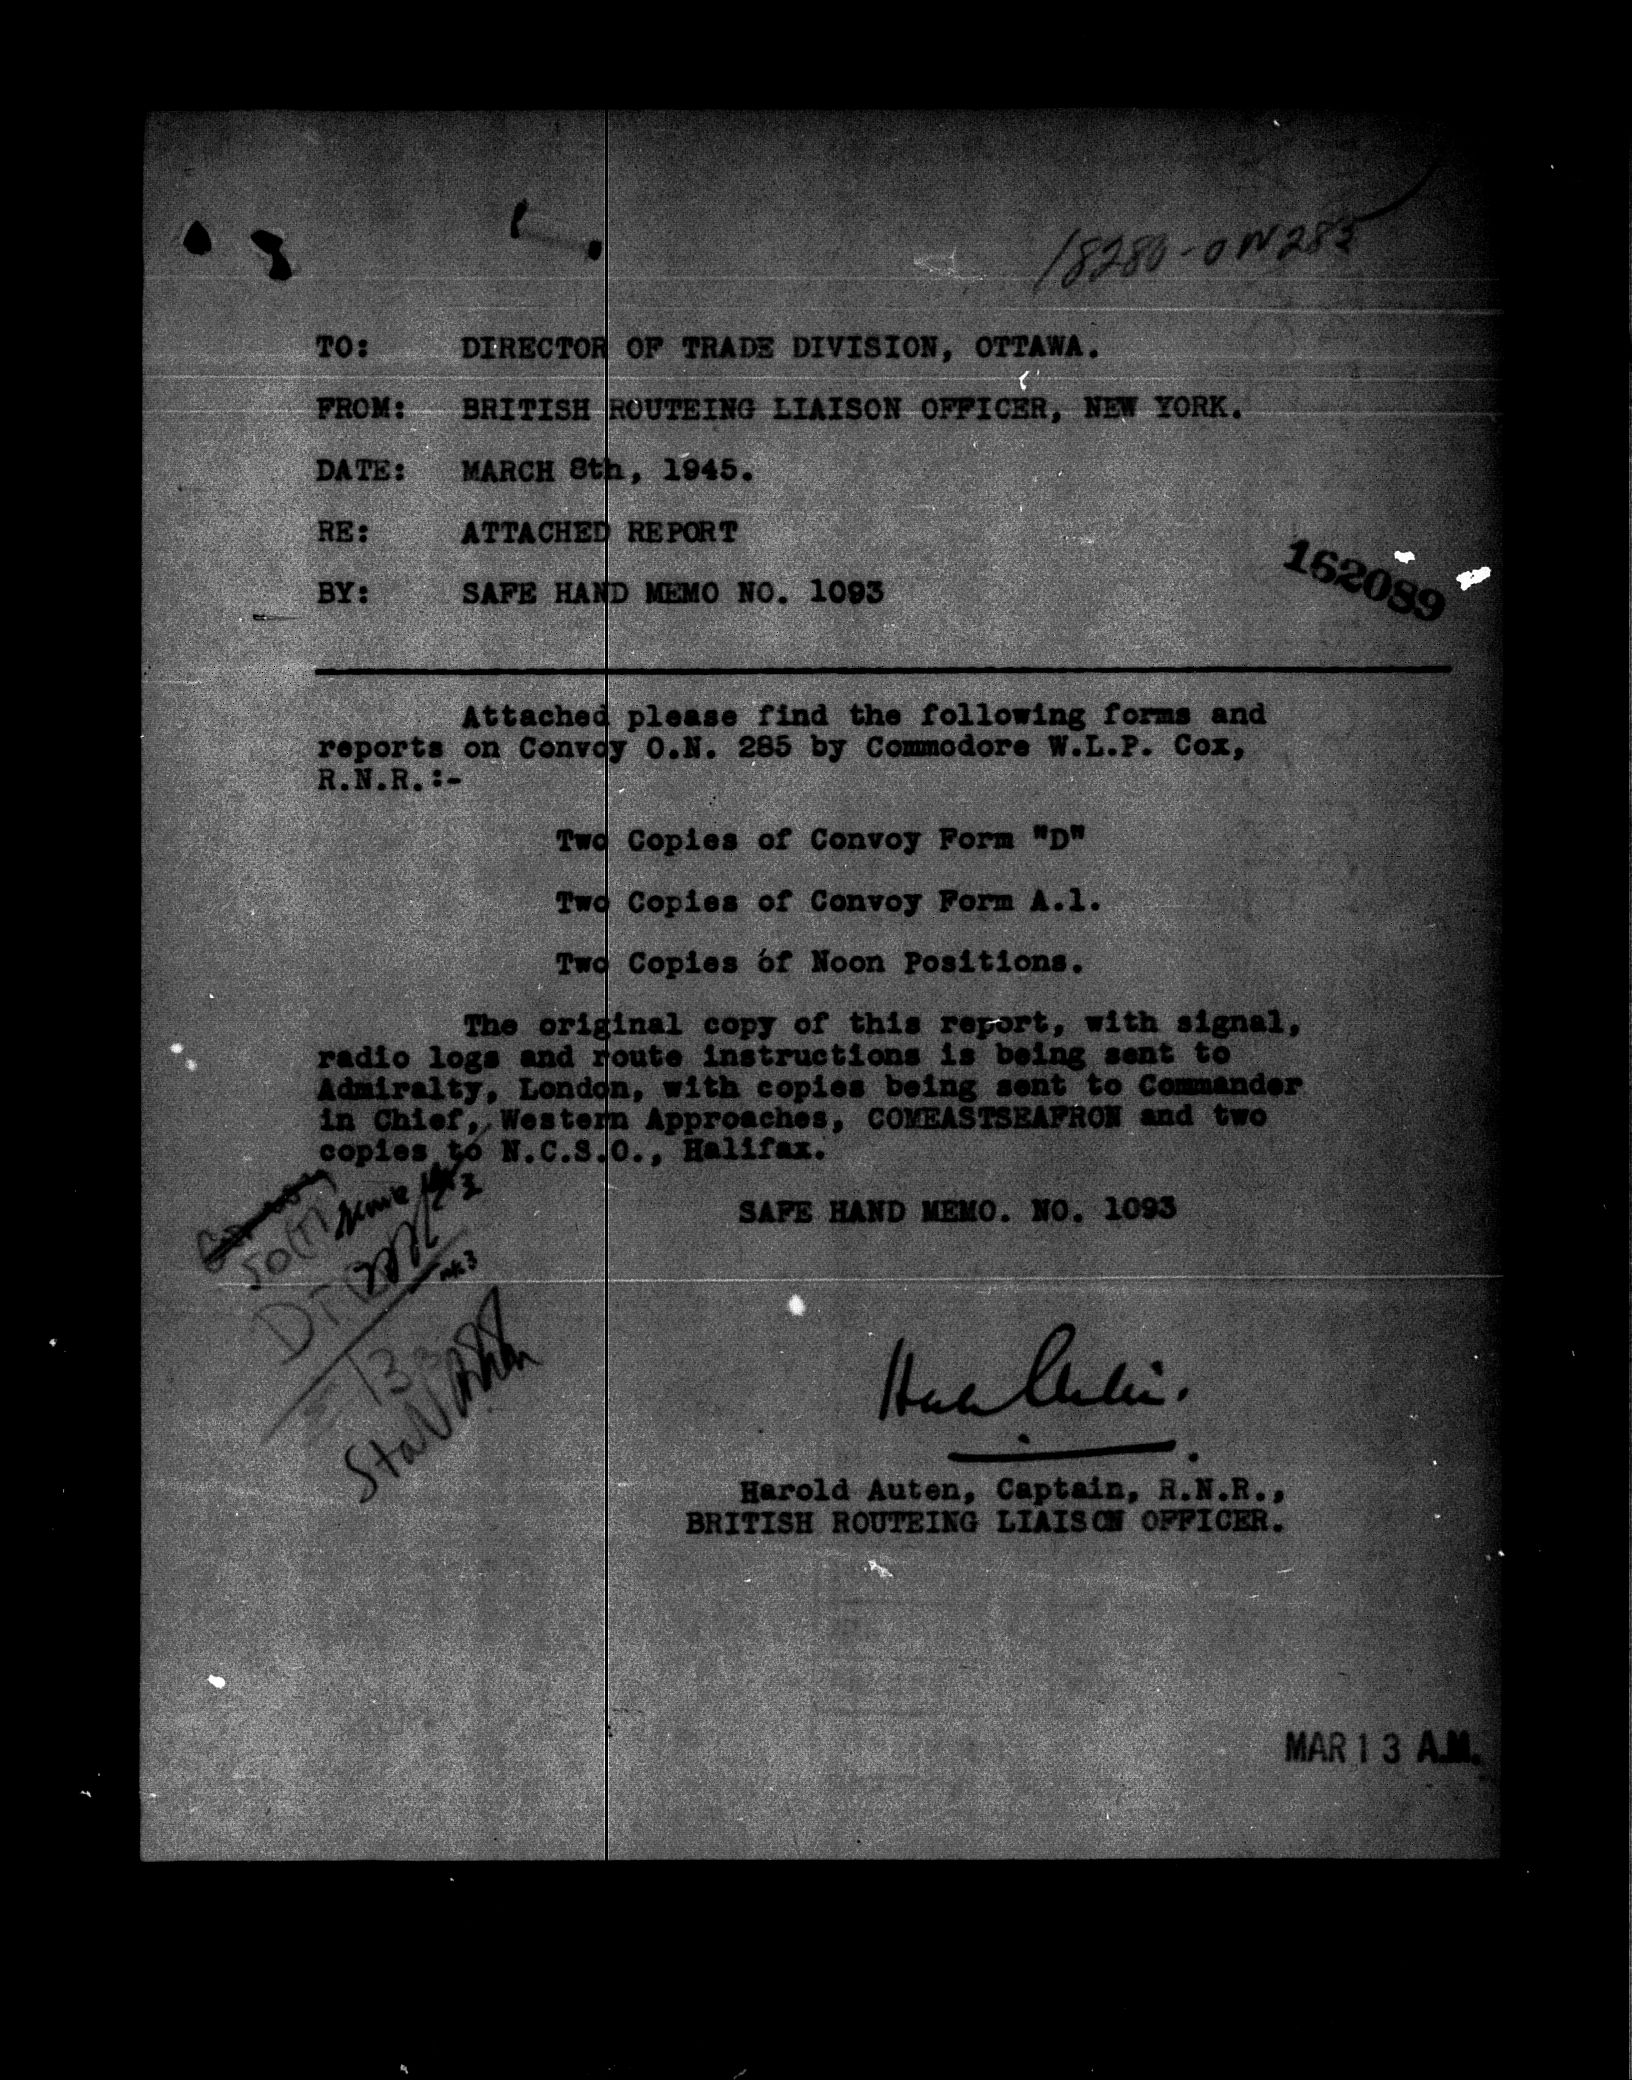 18280-ON285
TO: DIRECTOR OF TRADE DIVISION, OTTAWA.
FROM: BRITISH ROUTEING LIAISON OFFICER, NEW YORK.
DATE: MARCH 8th, 1945.
RE: ATTACHED REPORT
162089
BY: SAFE HAND MEMO NO. 1093
Attached please find the following forms and
reports on Convoy O.N. 285 by Commodore W.L.P. Cox,
R.N.R.:-
Two Copies of Convoy Form "D"
Two Copies of Convoy Form A.1.
Two Copies of Noon Positions.
The original copy of this report, with signal,
radio logs and route instructions is being sent to
Admiralty, London, with copies being sent to Commander
in Chief, Western Approaches, COMEASTSEAFRON and two
copies to N.C.S.O., Halifax.
SAFE HAND MEMO. NO. 1093
Harold Auten, Captain, R.N.R.,
BRITISH ROUTEING LIAISON OFFICER.
MAR 13 A.M.